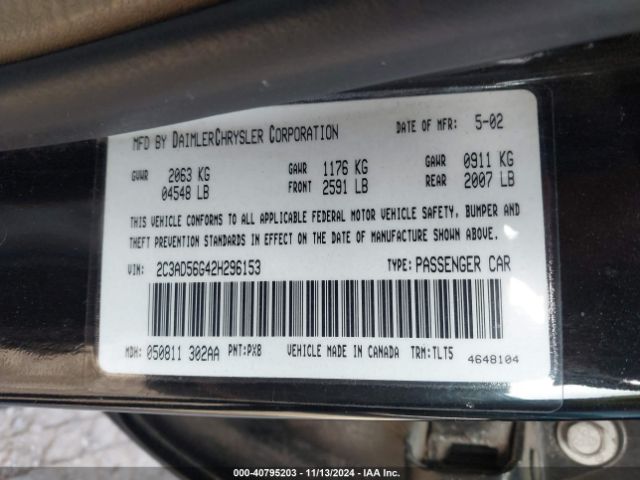 MFD BY DAIMLERCHRYSLER CORPORATION DATE OF MFR: 5-02
GVWR 2063 KG GAWR 1176 KG GAWR 0911 KG
04548 LB FRONT 2591 LB REAR 2007 LB
THIS VEHICLE CONFORMS TO ALL APPLICABLE FEDERAL MOTOR VEHICLE SAFETY, BUMPER AND
THEFT PREVENTION STANDARDS IN EFFECT ON THE DATE OF MANUFACTURE SHOWN ABOVE.
VIN: 2C3AD56G42H296153 TYPE: PASSENGER CAR
MDH: 050811 302AA PNT: PX8 VEHICLE MADE IN CANADA TRM: TLT5
4648104
000-40795203 - 11/13/2024 - IAA Inc.